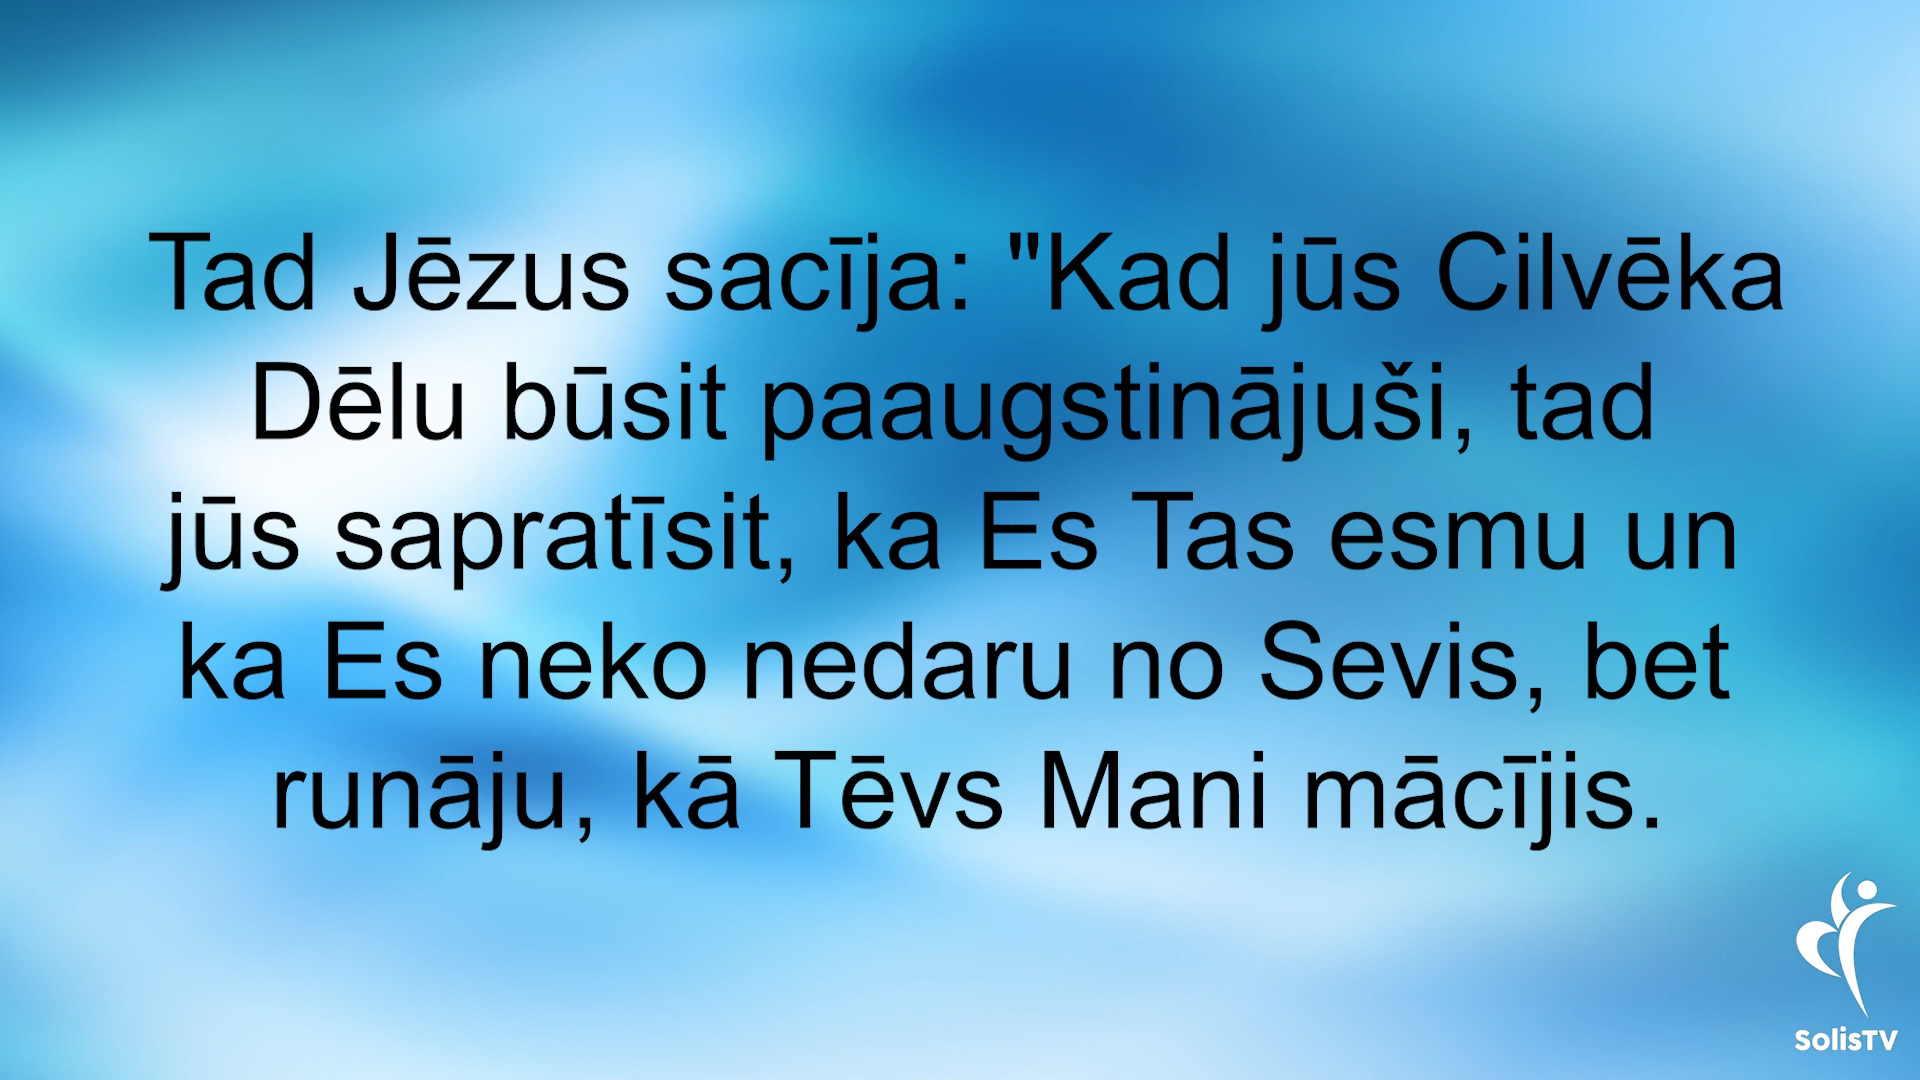 Tad Jēzus sacīja: "Kad jūs Cilvēka
Dēlu būsit paaugstinājuši, tad
jūs sapratīsit, ka Es Tas esmu un
ka Es neko nedaru no Sevis, bet
runāju, kā Tēvs Mani mācījis.
SolisTV